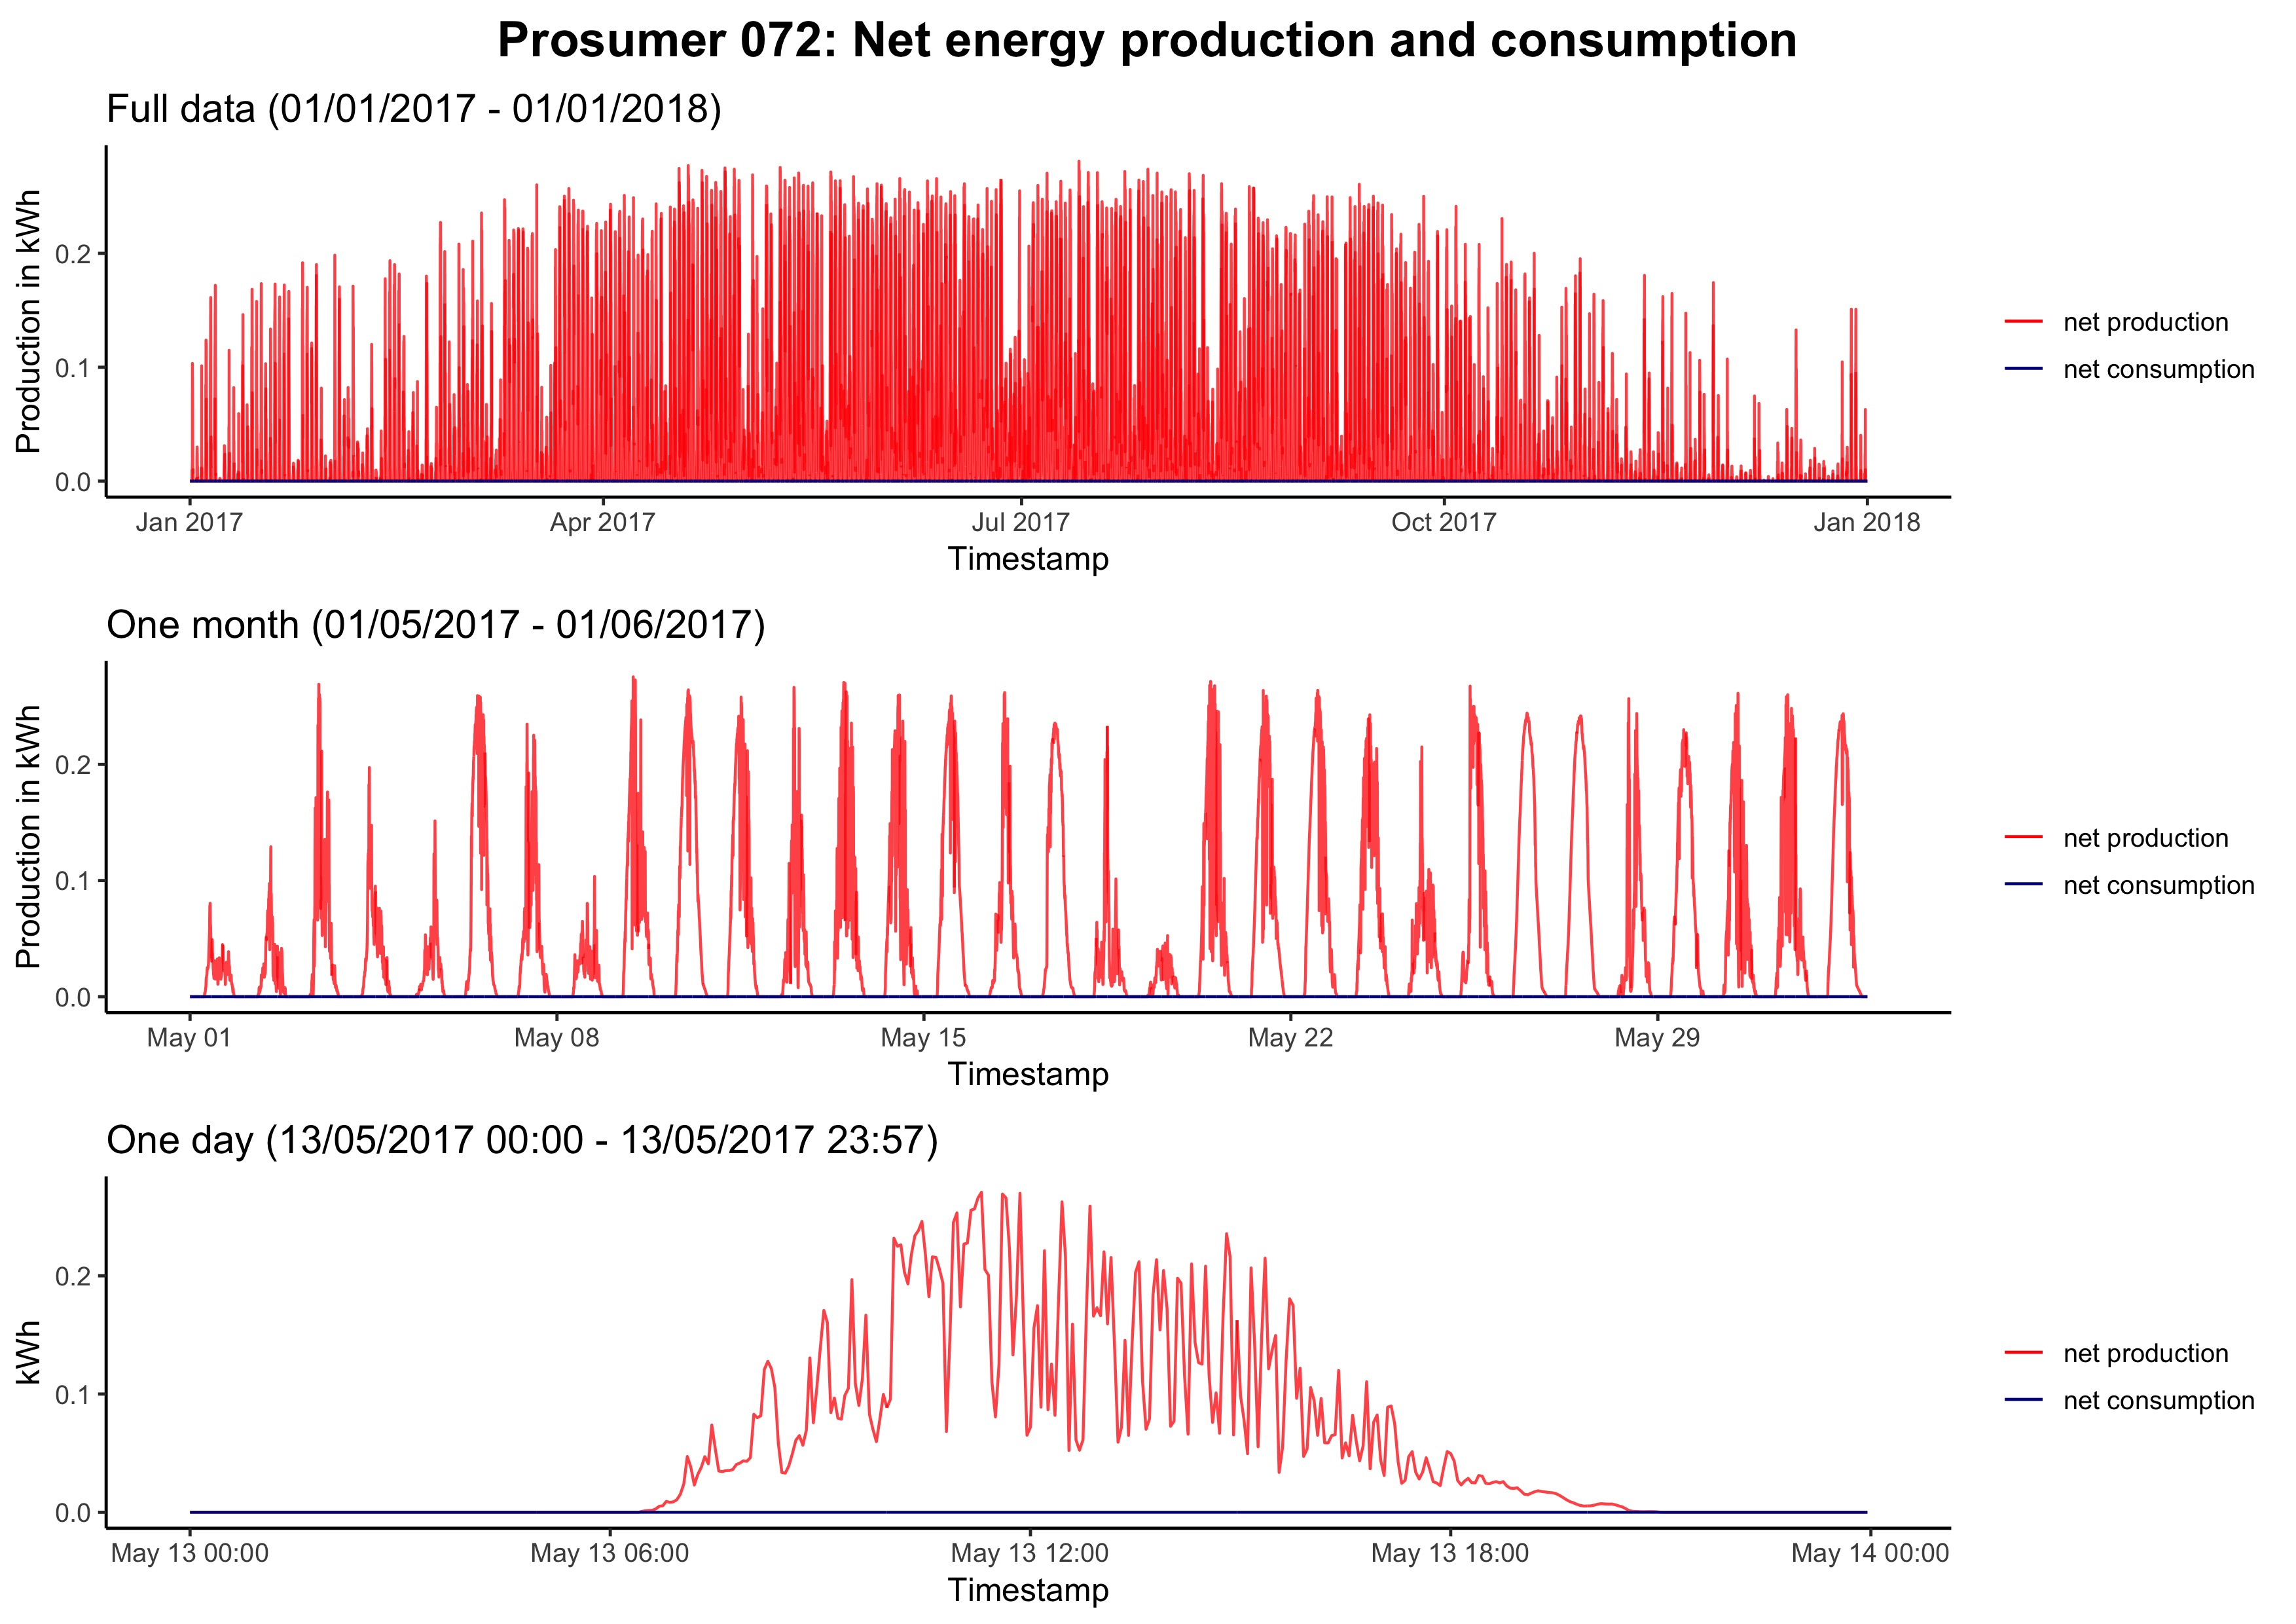 Prosumer 072: Net energy production and consumption
Full data (01/01/2017 - 01/01/2018)
Production in kWh
0.2
0.1
0.0
Jan 2017
Apr 2017
Jul 2017
Oct 2017
Jan 2018
Timestamp
net production
net consumption
One month (01/05/2017 - 01/06/2017)
Production in kWh
0.2
0.1
0.0
May 01
May 08
May 15
May 22
May 29
Timestamp
net production
net consumption
One day (13/05/2017 00:00 - 13/05/2017 23:57)
kWh
0.2
0.1
0.0
May 13 00:00
May 13 06:00
May 13 12:00
May 13 18:00
May 14 00:00
Timestamp
net production
net consumption